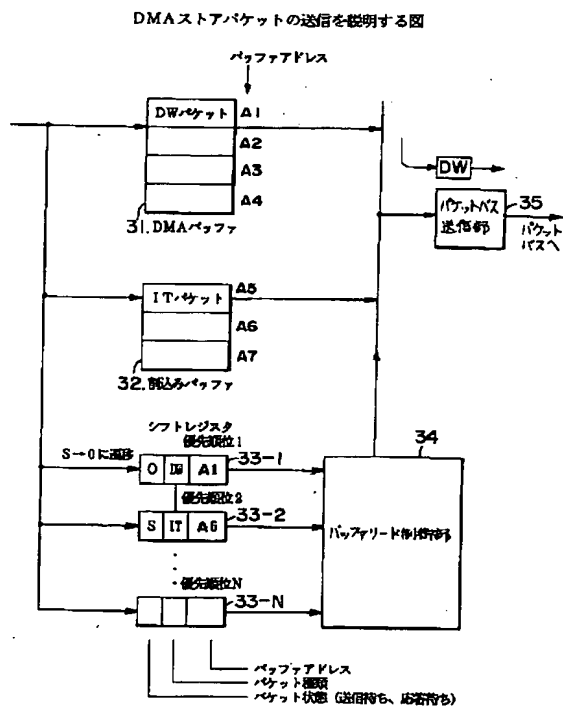 DMAストアパケットの送信を説明する図
バッファアドレス
DWパケット
A1
A2
A3
A4
31.DMAバッファ
DW
パケットバス
送信部
35
パケット
バスへ
ITパケット
A5
A6
A7
32.割込みバッファ
シフトレジスタ
優先順位1
S→Oに遷移
O DW A1
33-1
34
優先順位2
S IT A6
33-2
バッファリード制御部
優先順位N
33-N
バッファアドレス
パケット種類
パケット状態(送信待ち、応答待ち)